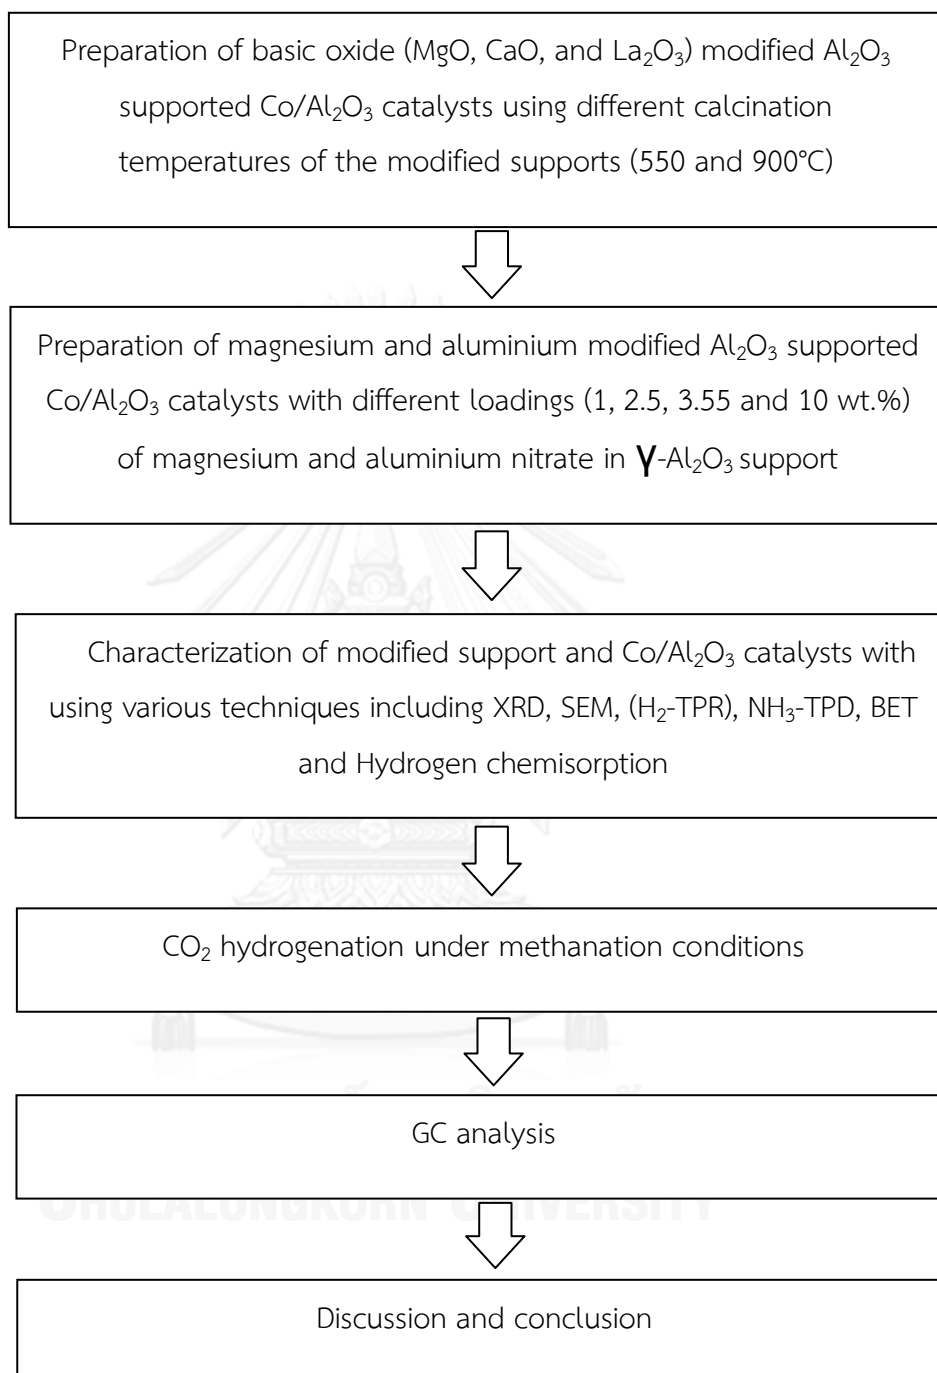 Preparation of basic oxide (MgO, CaO, and La₂O₃) modified Al₂O₃
supported Co/Al₂O₃ catalysts using different calcination
temperatures of the modified supports (550 and 900°C)
Preparation of magnesium and aluminium modified Al₂O₃ supported
Co/Al₂O₃ catalysts with different loadings (1, 2.5, 3.55 and 10 wt.%)
of magnesium and aluminium nitrate in γ-Al₂O₃ support
Characterization of modified support and Co/Al₂O₃ catalysts with
using various techniques including XRD, SEM, (H₂-TPR), NH₃-TPD, BET
and Hydrogen chemisorption
CO₂ hydrogenation under methanation conditions
GC analysis
CHULALONGKORN UNIVERSITY
Discussion and conclusion